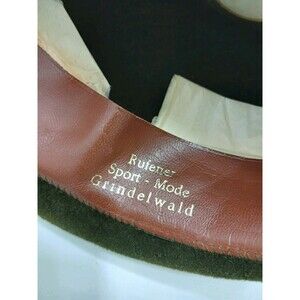 Rufener
Sport - Mode
Grindelwald